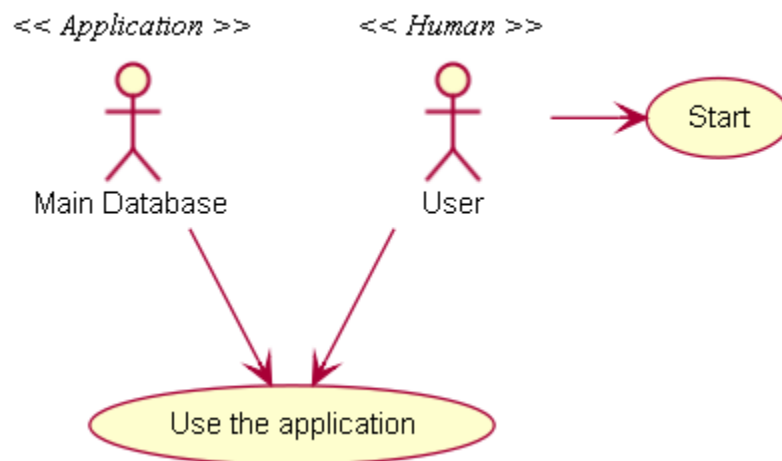 << Application >>
<< Human >>
Start
Main Database
User
Use the application